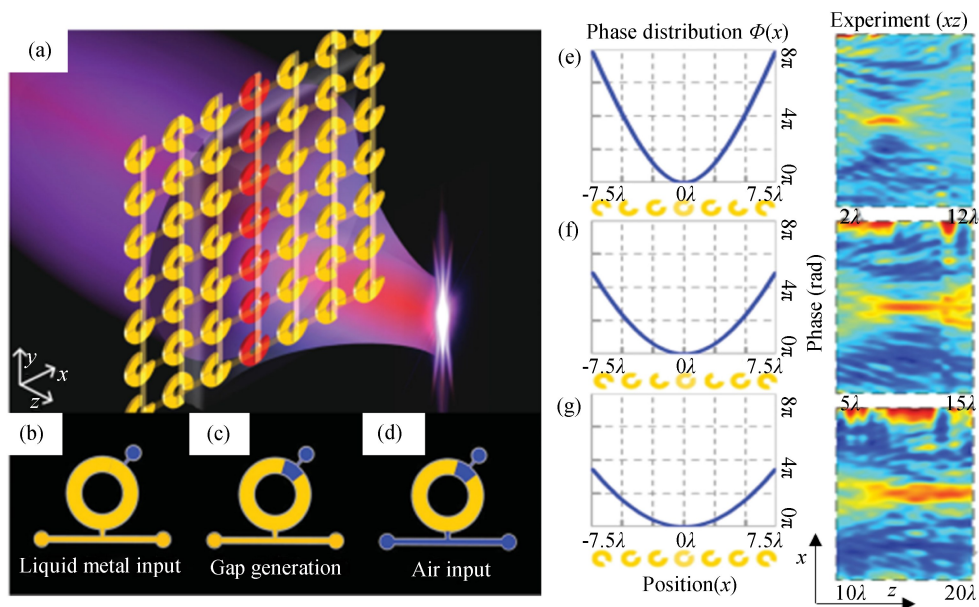 (a)
y
x
z
(b)
(c)
(d)
Liquid metal input
Gap generation
Air input
Phase distribution Φ(x)
(e)
8π
4π
0π
-7.5λ
0λ
7.5λ
(f)
8π
4π
0π
-7.5λ
0λ
7.5λ
(g)
8π
4π
0π
-7.5λ
0λ
7.5λ
Position(x)
Phase (rad)
Experiment (xz)
2λ
12λ
5λ
15λ
x
10λ
z
20λ